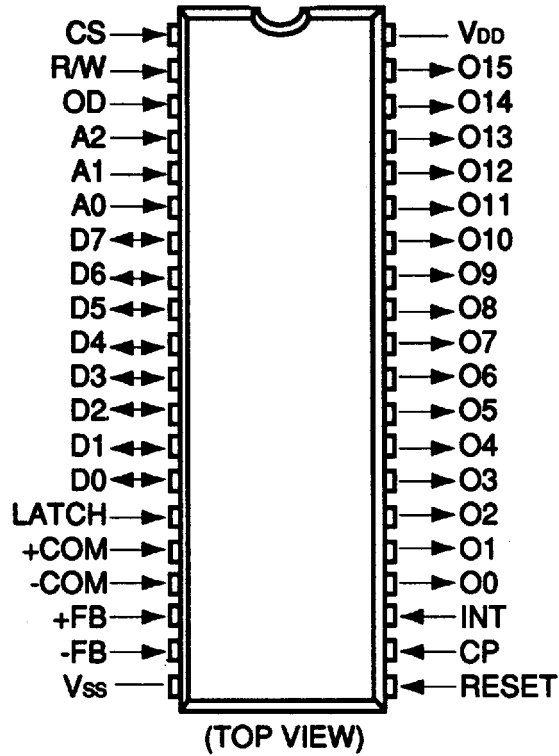 CS VDD
R/W O15
OD O14
A2 O13
A1 O12
A0 O11
D7 O10
D6 O9
D5 O8
D4 O7
D3 O6
D2 O5
D1 O4
D0 O3
LATCH O2
+COM O1
-COM O0
+FB INT
-FB CP
VSS RESET
(TOP VIEW)